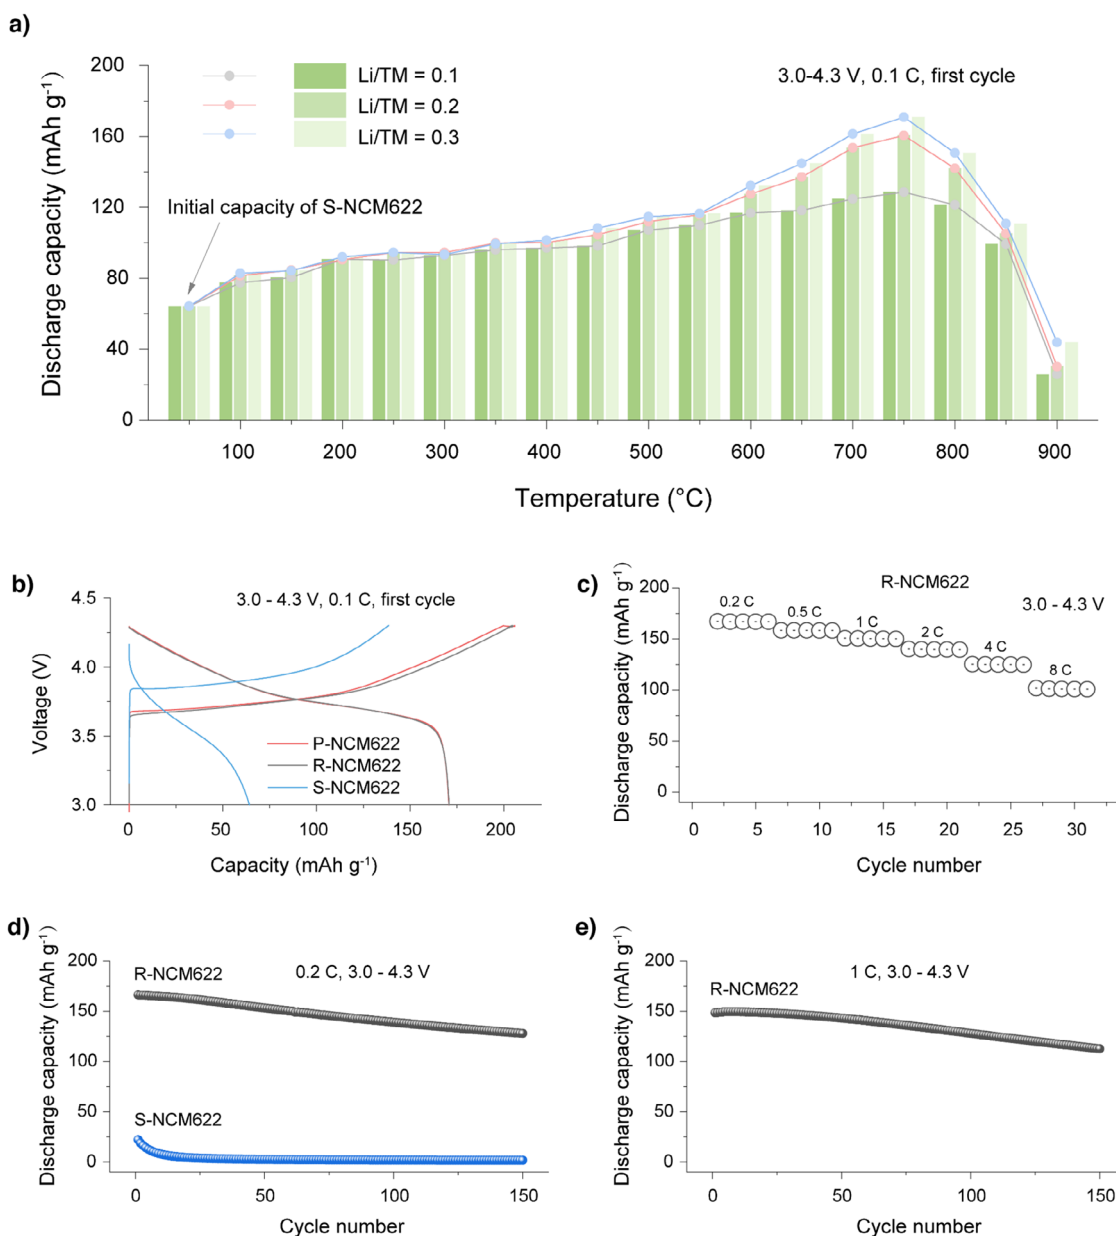 a)
200
160
120
80
40
0
Discharge capacity (mAh g⁻¹)
Li/TM = 0.1
Li/TM = 0.2
Li/TM = 0.3
3.0-4.3 V, 0.1 C, first cycle
Initial capacity of S-NCM622
100 200 300 400 500 600 700 800 900
Temperature (°C)
b)
4.5
4.0
3.5
3.0
Voltage (V)
3.0 - 4.3 V, 0.1 C, first cycle
P-NCM622
R-NCM622
S-NCM622
0 50 100 150 200
Capacity (mAh g⁻¹)
c)
200
150
100
50
0
Discharge capacity (mAh g⁻¹)
R-NCM622
3.0 - 4.3 V
0.2 C
0.5 C
1 C
2 C
4 C
8 C
0 5 10 15 20 25 30
Cycle number
d)
200
150
100
50
0
Discharge capacity (mAh g⁻¹)
R-NCM622
0.2 C, 3.0 - 4.3 V
S-NCM622
0 50 100 150
Cycle number
e)
200
150
100
50
0
Discharge capacity (mAh g⁻¹)
1 C, 3.0 - 4.3 V
R-NCM622
0 50 100 150
Cycle number